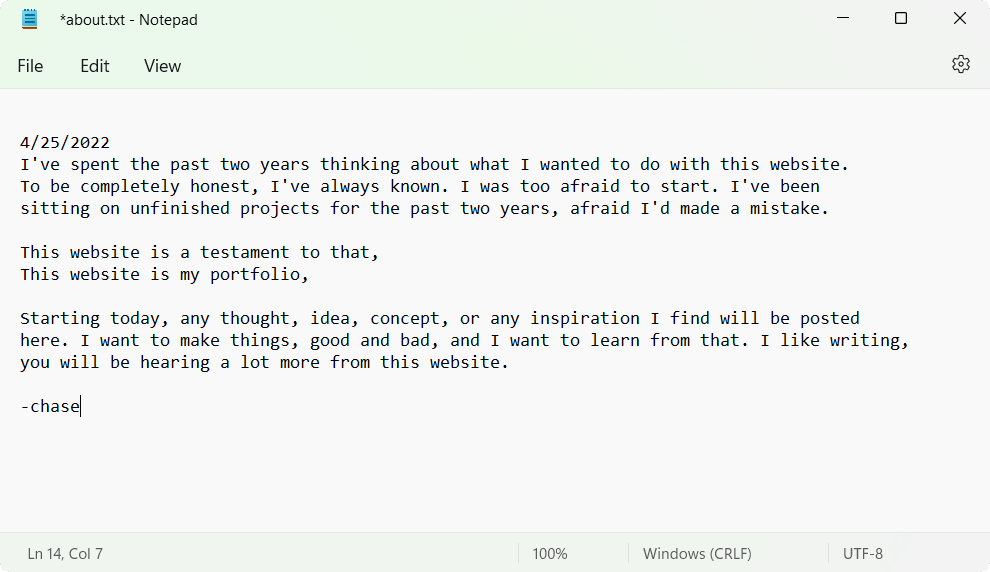 *about.txt - Notepad
File Edit View
4/25/2022
I've spent the past two years thinking about what I wanted to do with this website.
To be completely honest, I've always known. I was too afraid to start. I've been
sitting on unfinished projects for the past two years, afraid I'd made a mistake.
This website is a testament to that,
This website is my portfolio,
Starting today, any thought, idea, concept, or any inspiration I find will be posted
here. I want to make things, good and bad, and I want to learn from that. I like writing,
you will be hearing a lot more from this website.
-chase
Ln 14, Col 7 100% Windows (CRLF) UTF-8